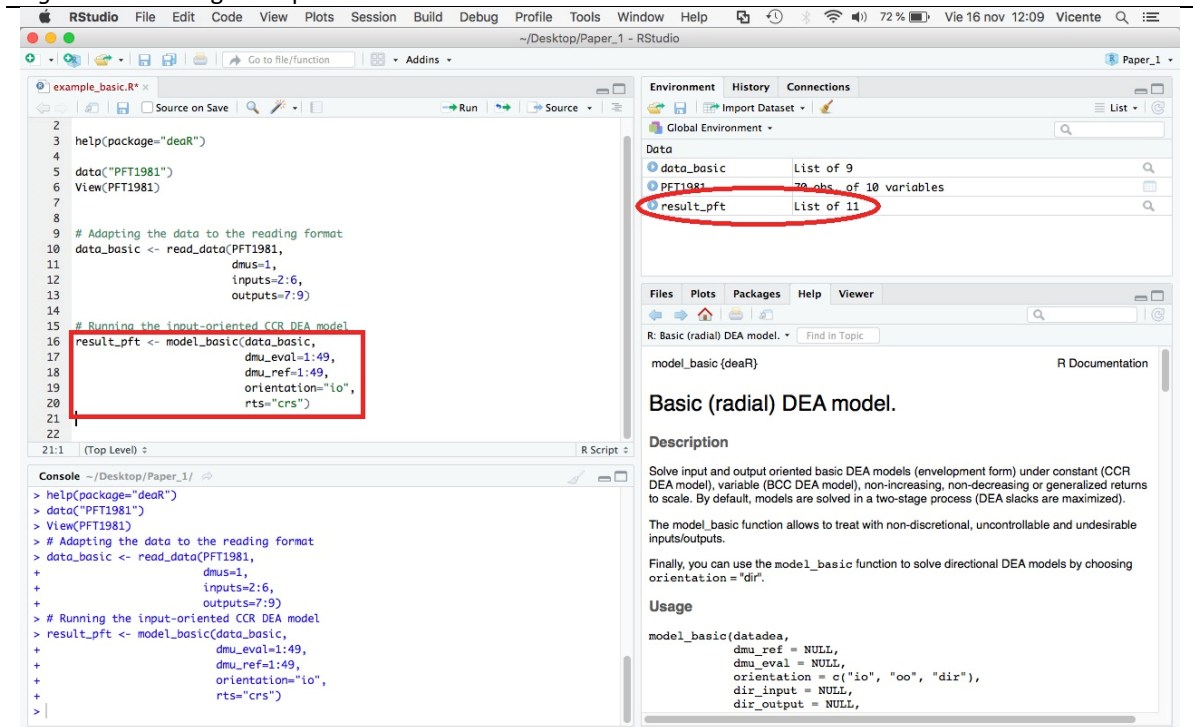 RStudio File Edit Code View Plots Session Build Debug Profile Tools Window Help 72 % Vie 16 nov 12:09 Vicente
~/Desktop/Paper_1 - RStudio
Go to file/function Addins Paper_1
example_basic.R*
Source on Save Run Source
2
3 help(package="deaR")
4
5 data("PFT1981")
6 View(PFT1981)
7
8
9 # Adapting the data to the reading format
10 data_basic <- read_data(PFT1981,
11 dmus=1,
12 inputs=2:6,
13 outputs=7:9)
14
15 # Running the input-oriented CCR DEA model
16 result_pft <- model_basic(data_basic,
17 dmu_eval=1:49,
18 dmu_ref=1:49,
19 orientation="io",
20 rts="crs")
21
22
21:1 (Top Level) R Script
Console ~/Desktop/Paper_1/
> help(package="deaR")
> data("PFT1981")
> View(PFT1981)
> # Adapting the data to the reading format
> data_basic <- read_data(PFT1981,
+ dmus=1,
+ inputs=2:6,
+ outputs=7:9)
> # Running the input-oriented CCR DEA model
> result_pft <- model_basic(data_basic,
+ dmu_eval=1:49,
+ dmu_ref=1:49,
+ orientation="io",
+ rts="crs")
>
Environment History Connections
Import Dataset List
Global Environment
Data
data_basic List of 9
PFT1981 70 obs. of 10 variables
result_pft List of 11
Files Plots Packages Help Viewer
R: Basic (radial) DEA model. Find in Topic
model_basic {deaR} R Documentation
Basic (radial) DEA model.
Description
Solve input and output oriented basic DEA models (envelopment form) under constant (CCR
DEA model), variable (BCC DEA model), non-increasing, non-decreasing or generalized returns
to scale. By default, models are solved in a two-stage process (DEA slacks are maximized).
The model_basic function allows to treat with non-discretional, uncontrollable and undesirable
inputs/outputs.
Finally, you can use the model_basic function to solve directional DEA models by choosing
orientation = "dir".
Usage
model_basic(datadea,
dmu_ref = NULL,
dmu_eval = NULL,
orientation = c("io", "oo", "dir"),
dir_input = NULL,
dir_output = NULL,